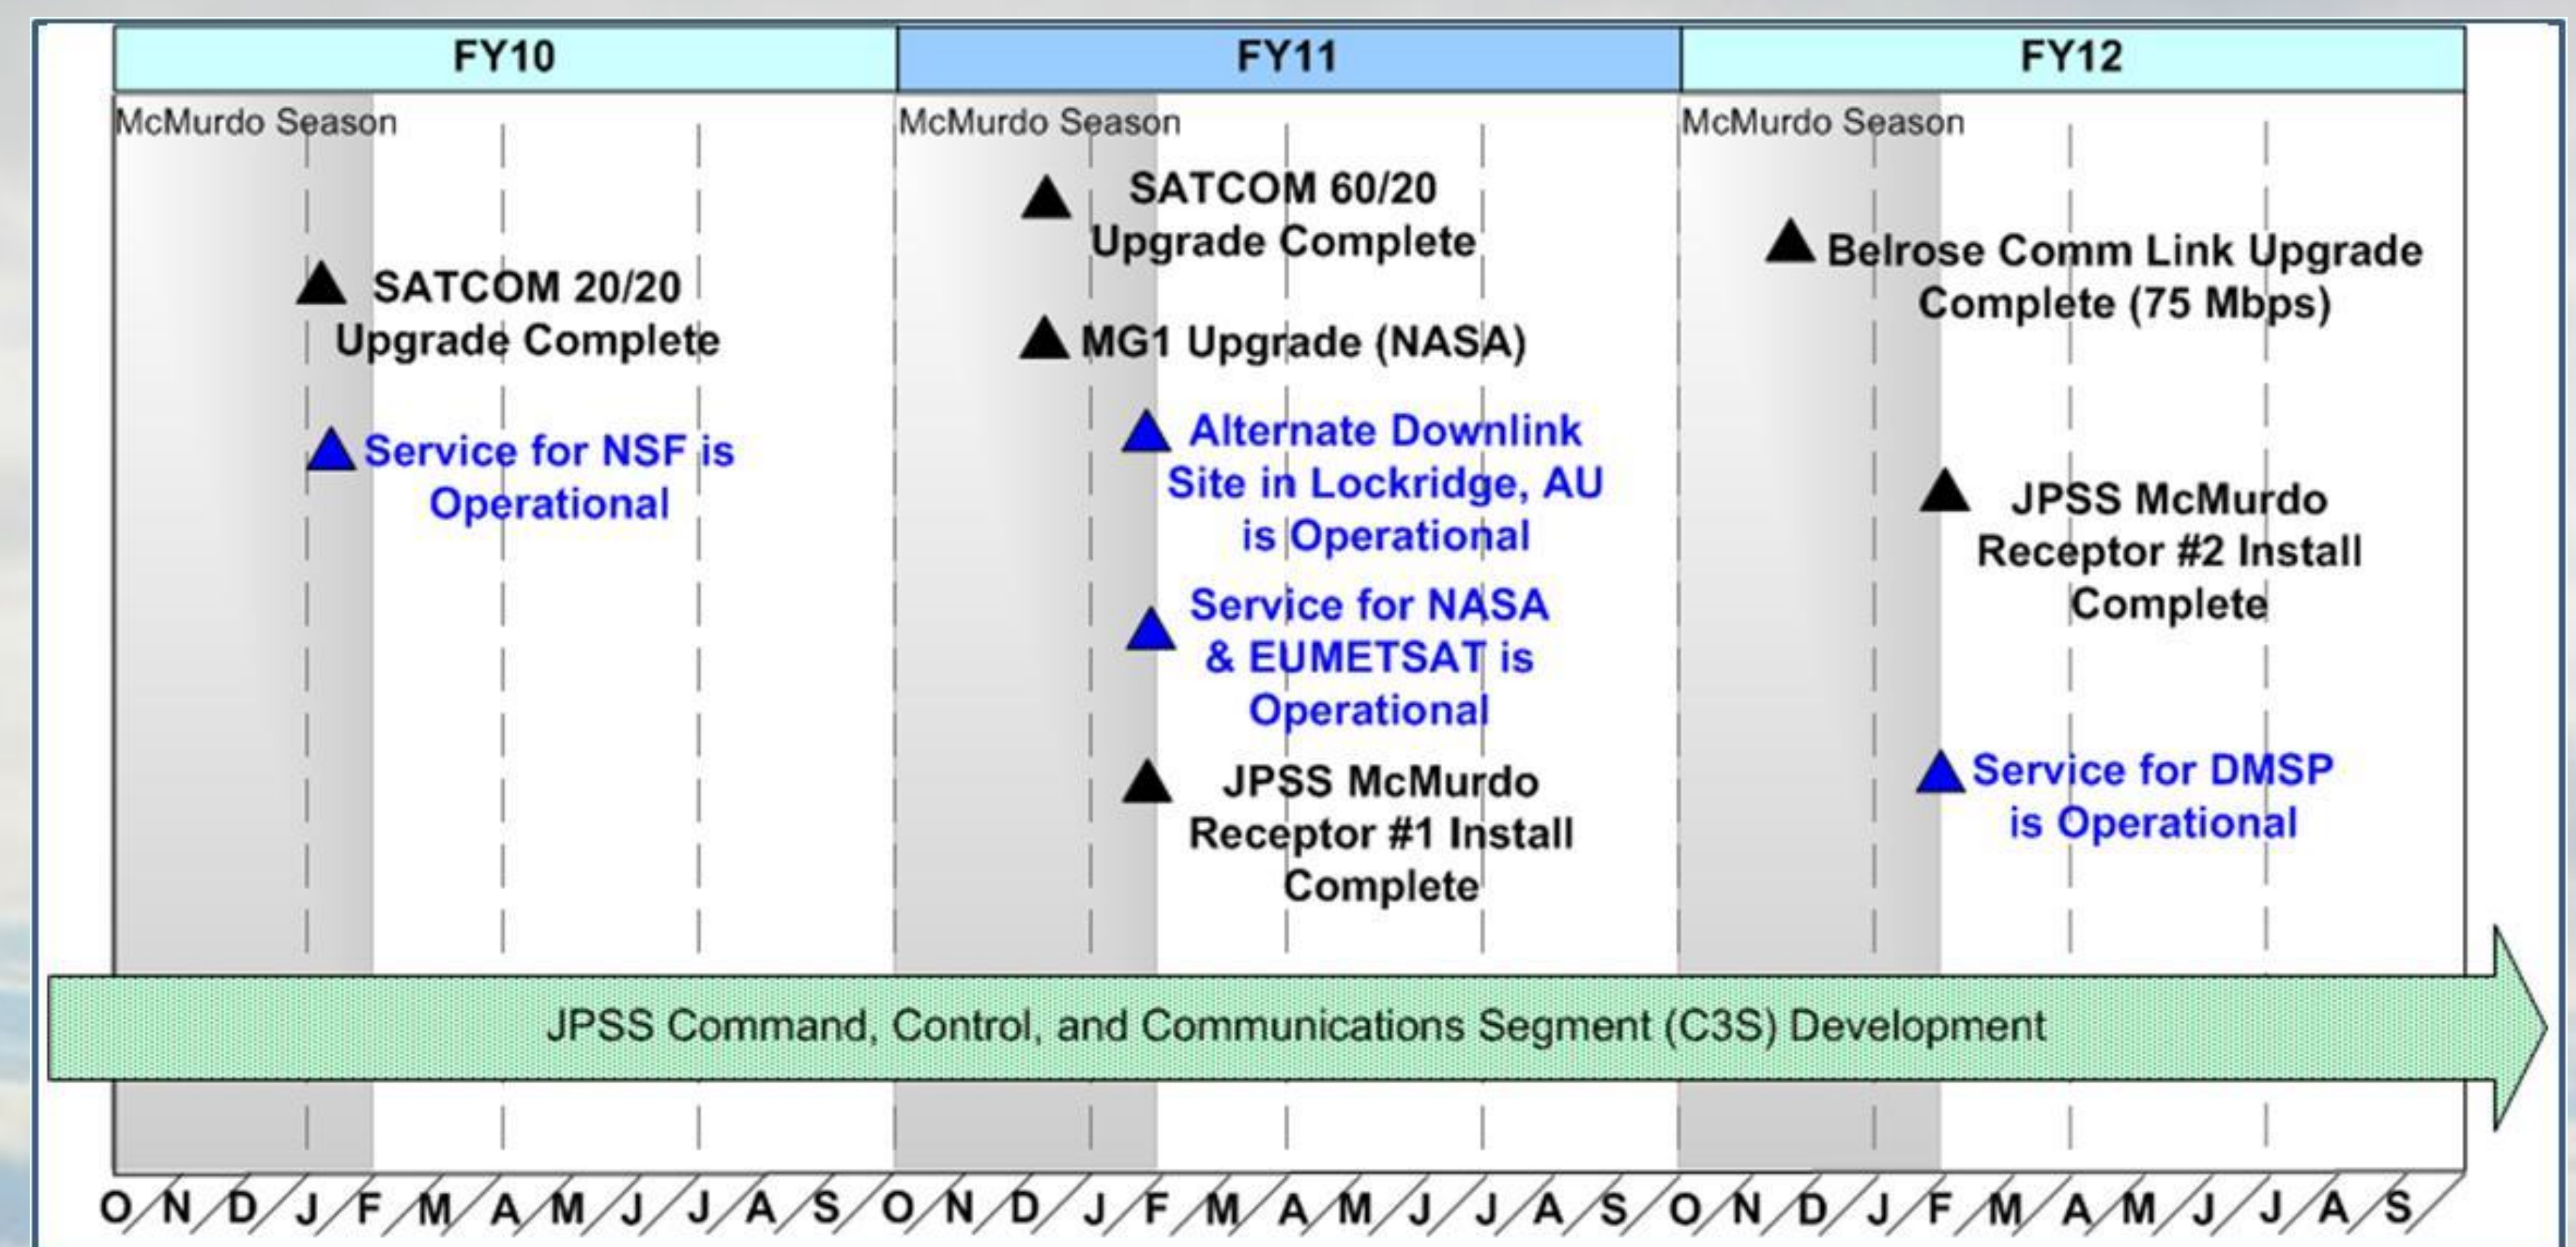 FY10
FY11
FY12
McMurdo Season
McMurdo Season
McMurdo Season
SATCOM 20/20
Upgrade Complete
Service for NSF is
Operational
SATCOM 60/20
Upgrade Complete
MG1 Upgrade (NASA)
Alternate Downlink
Site in Lockridge, AU
is Operational
Service for NASA
& EUMETSAT is
Operational
JPSS McMurdo
Receptor #1 Install
Complete
Belrose Comm Link Upgrade
Complete (75 Mbps)
JPSS McMurdo
Receptor #2 Install
Complete
Service for DMSP
is Operational
JPSS Command, Control, and Communications Segment (C3S) Development
O N D J F M A M J J A S O N D J F M A M J J A S O N D J F M A M J J A S